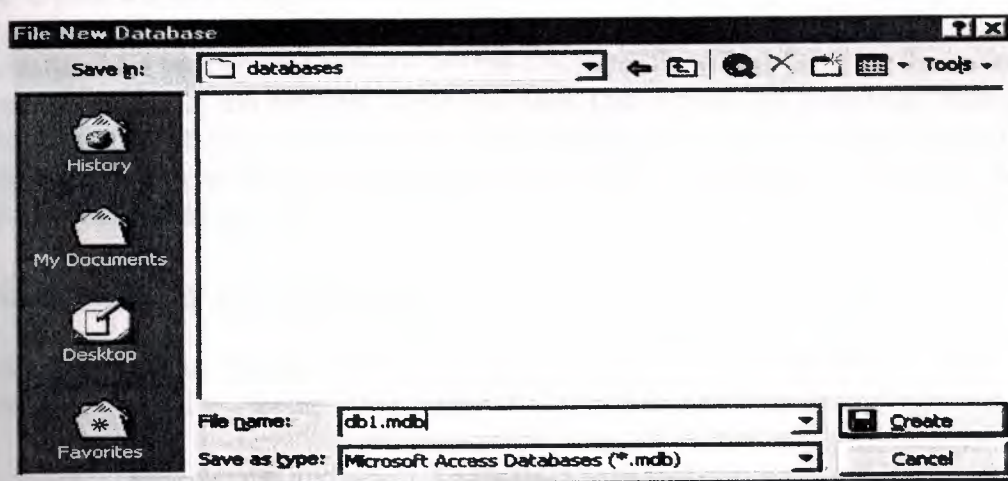 File New Database
Save in: databases Tools
History
My Documents
Desktop
Favorites
File name: db1.mdb Create
Save as type: Microsoft Access Databases (*.mdb) Cancel